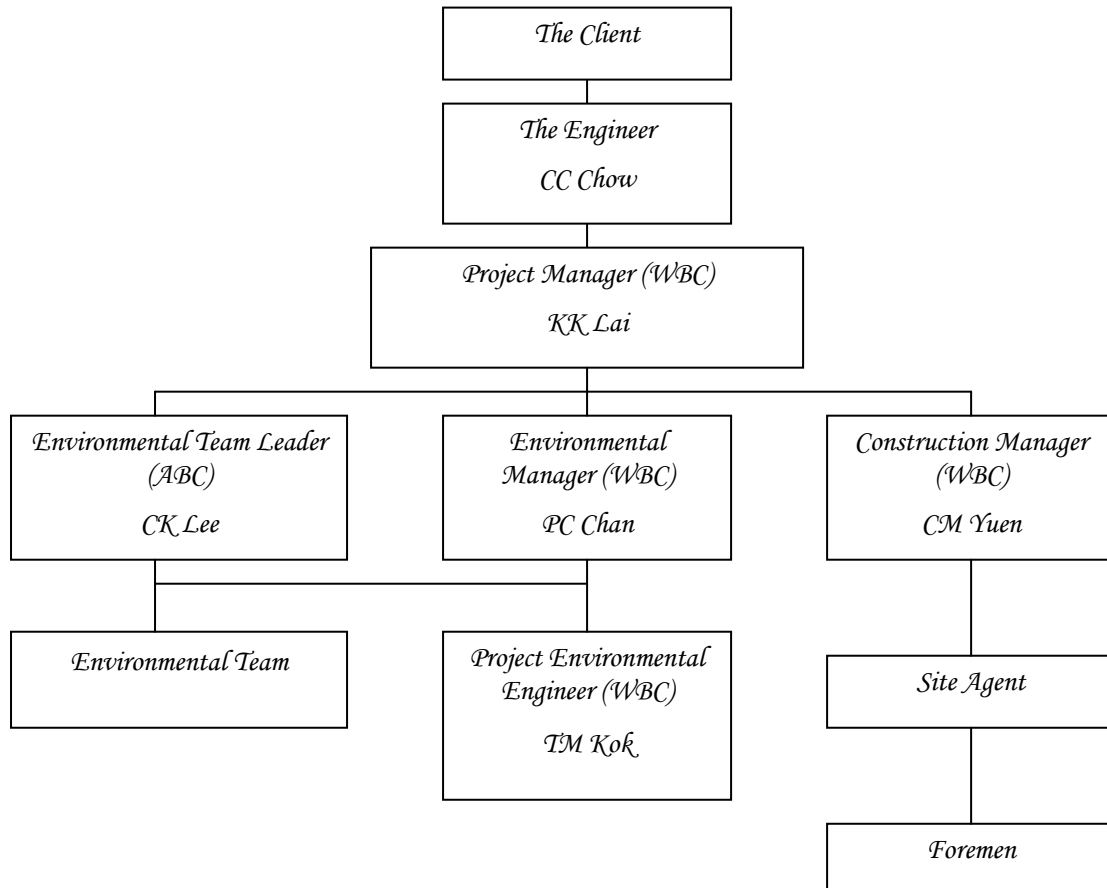 The Client
The Engineer
CC Chow
Project Manager (WBC)
KK Lai
Environmental Team Leader
(ABC)
CK Lee
Environmental
Manager (WBC)
PC Chan
Construction Manager
(WBC)
CM Yuen
Environmental Team
Project Environmental
Engineer (WBC)
TM Kok
Site Agent
Foremen